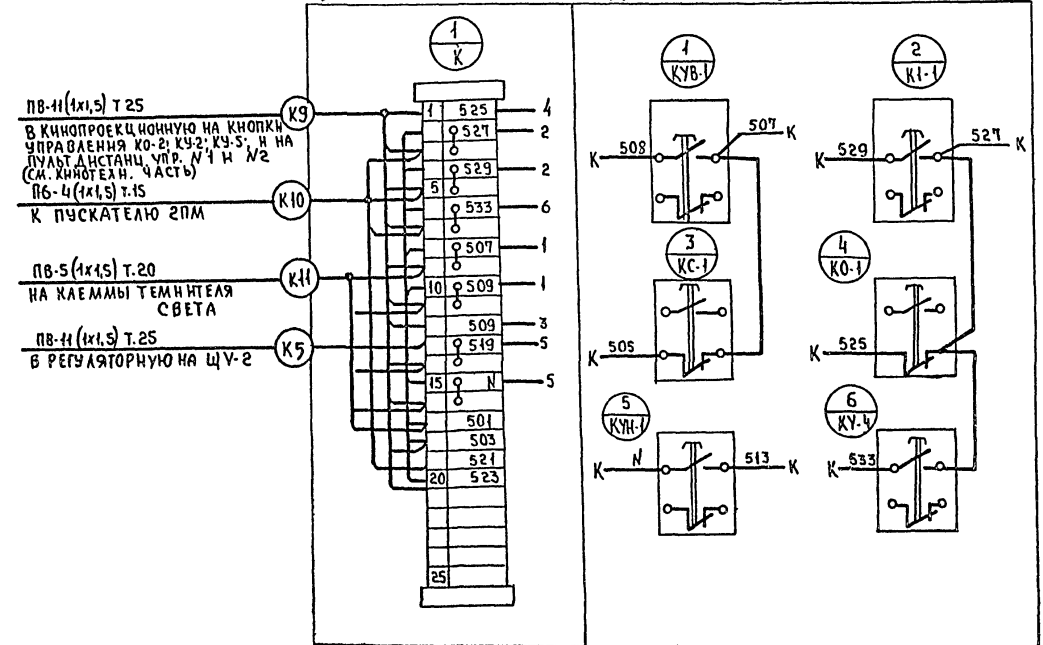 ПВ-11(1х1,5) Т 25
К9
В КИНОПРОЕКЦИОННУЮ НА КНОПКИ
УПРАВЛЕНИЯ КО-2; КУ-2; КУ-5; И НА
ПУЛЬТ ДИСТАНЦ. УПР. №1 И №2
(СМ. КИНОТЕХН. ЧАСТЬ)
ПВ-4(1х1,5) Т.15
К10
К ПУСКАТЕЛЮ 2ПМ
ПВ-5(1х1,5) Т.20
К11
НА КЛЕММЫ ТЕМНИТЕЛЯ
СВЕТА
ПВ-11(1х1,5) Т.25
К5
В РЕГУЛЯТОРНУЮ НА ЩУ-2
1
К
1 525 4
527 2
529 2
5
533 6
507 1
10 509 1
509 3
519 5
15 N 5
501
503
521
20 523
25
1
КУВ-1
К 508 507 К
2
К1-1
К 529 527 К
3
КС-1
К 505
4
КО-1
К 525
5
КУН-1
К N 513 К
6
КУ-4
К 533